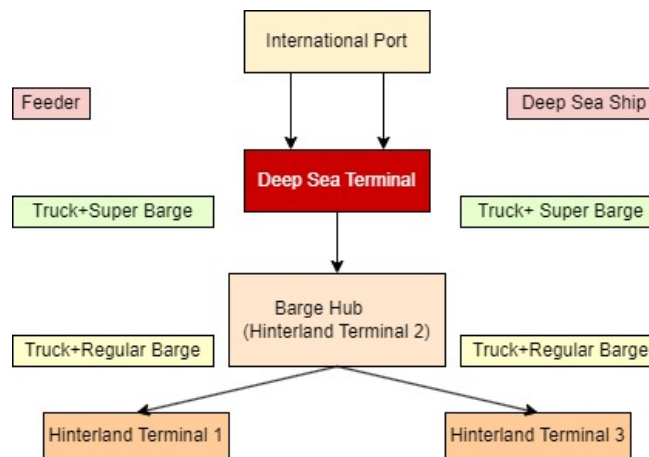 International Port
Feeder
Deep Sea Ship
Deep Sea Terminal
Truck+Super Barge
Truck+ Super Barge
Barge Hub
(Hinterland Terminal 2)
Truck+Regular Barge
Truck+Regular Barge
Hinterland Terminal 1
Hinterland Terminal 3